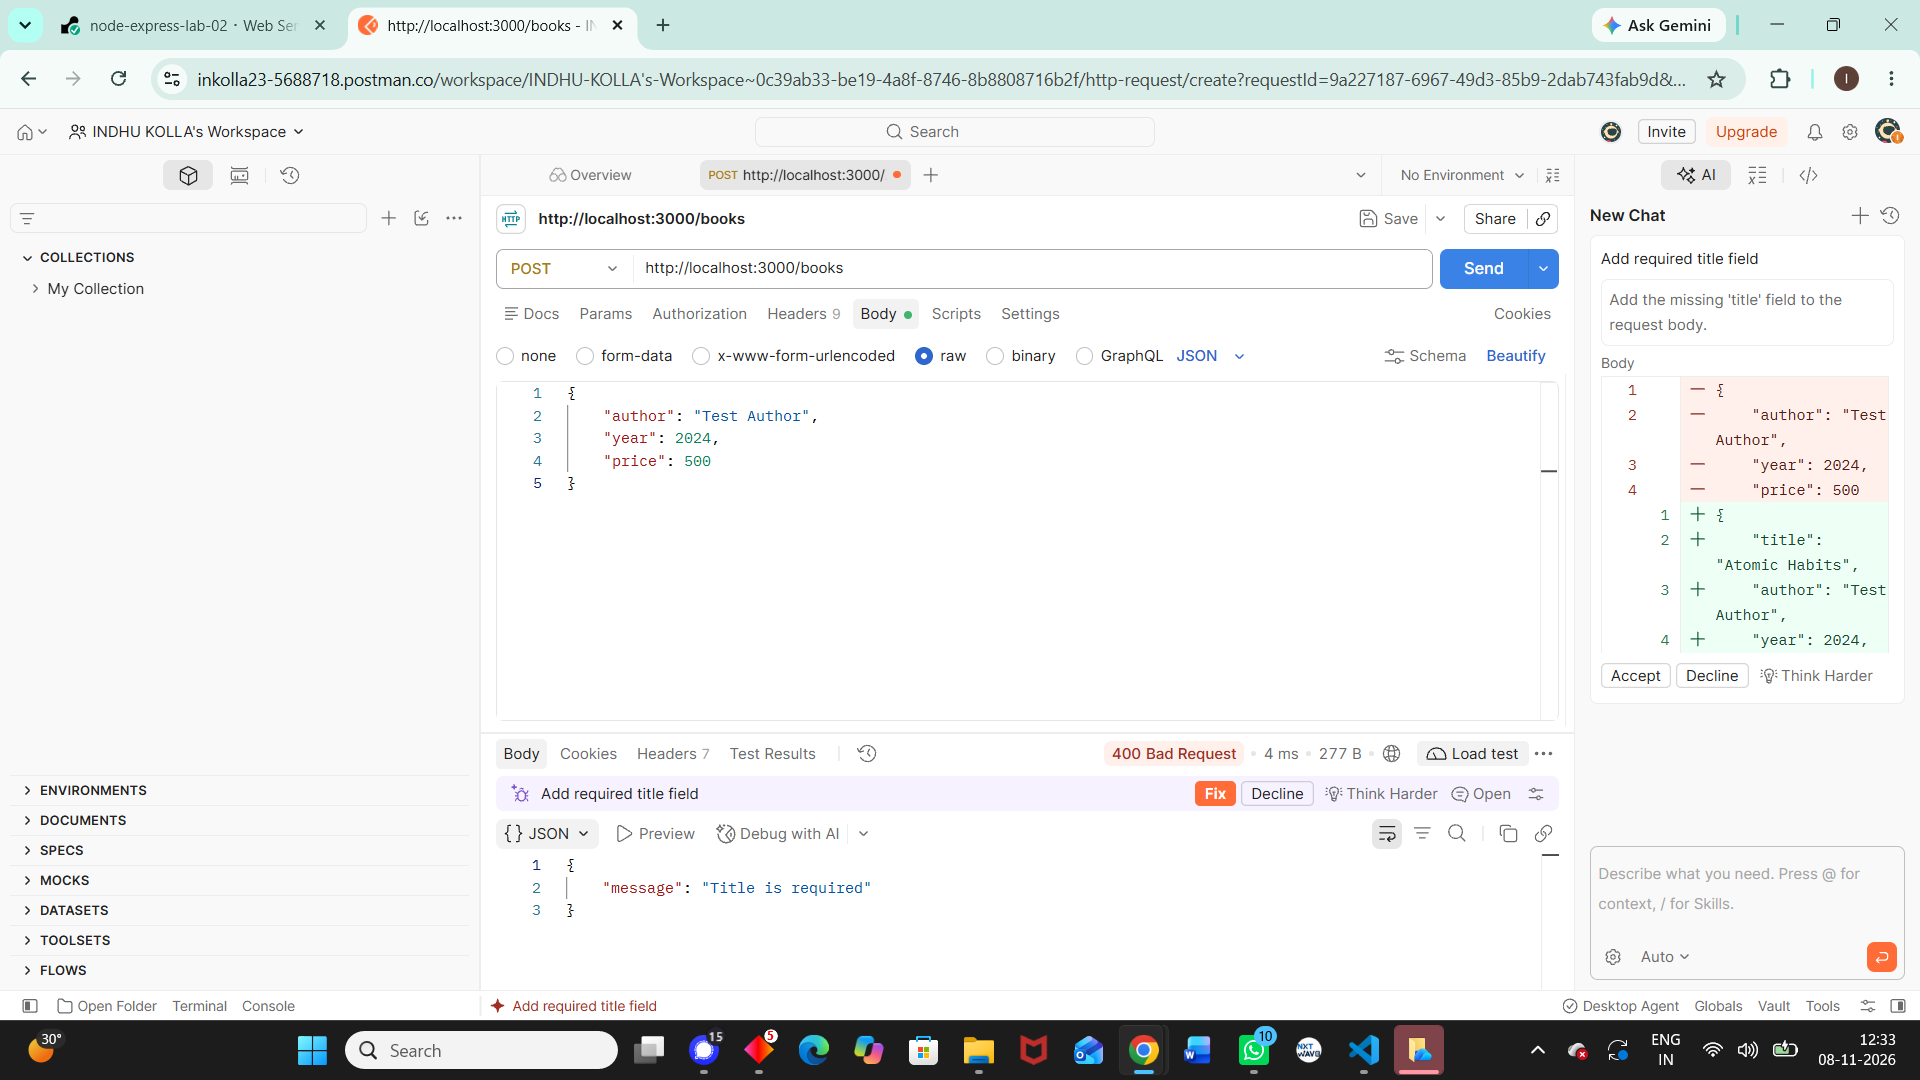 node-express-lab-02 · Web Ser
http://localhost:3000/books - IN
Ask Gemini
inkolla23-5688718.postman.co/workspace/INDHU-KOLLA's-Workspace~0c39ab33-be19-4a8f-8746-8b8808716b2f/http-request/create?requestId=9a227187-6967-49d3-85b9-2dab743fab9d&...
I
INDHU KOLLA's Workspace
Search
Invite
Upgrade
Overview
POST http://localhost:3000/
No Environment
AI
HTTP
http://localhost:3000/books
Save
Share
New Chat
COLLECTIONS
My Collection
POST
http://localhost:3000/books
Send
Docs
Params
Authorization
Headers 9
Body
Scripts
Settings
Cookies
none
form-data
x-www-form-urlencoded
raw
binary
GraphQL
JSON
Schema
Beautify
1 {
2 "author": "Test Author",
3 "year": 2024,
4 "price": 500
5 }
Add required title field
Add the missing 'title' field to the
request body.
Body
1 — {
2 — "author": "Test
Author",
3 — "year": 2024,
4 — "price": 500
1 + {
2 + "title":
"Atomic Habits",
3 + "author": "Test
Author",
4 + "year": 2024,
Accept
Decline
Think Harder
Body
Cookies
Headers 7
Test Results
400 Bad Request
4 ms
277 B
Load test
Add required title field
Fix
Decline
Think Harder
Open
{} JSON
Preview
Debug with AI
1 {
2 "message": "Title is required"
3 }
ENVIRONMENTS
DOCUMENTS
SPECS
MOCKS
DATASETS
TOOLSETS
FLOWS
Describe what you need. Press @ for
context, / for Skills.
Auto
Open Folder
Terminal
Console
Add required title field
Desktop Agent
Globals
Vault
Tools
30°
Search
15
5
10
NXT
WAVE
ENG
IN
12:33
08-11-2026